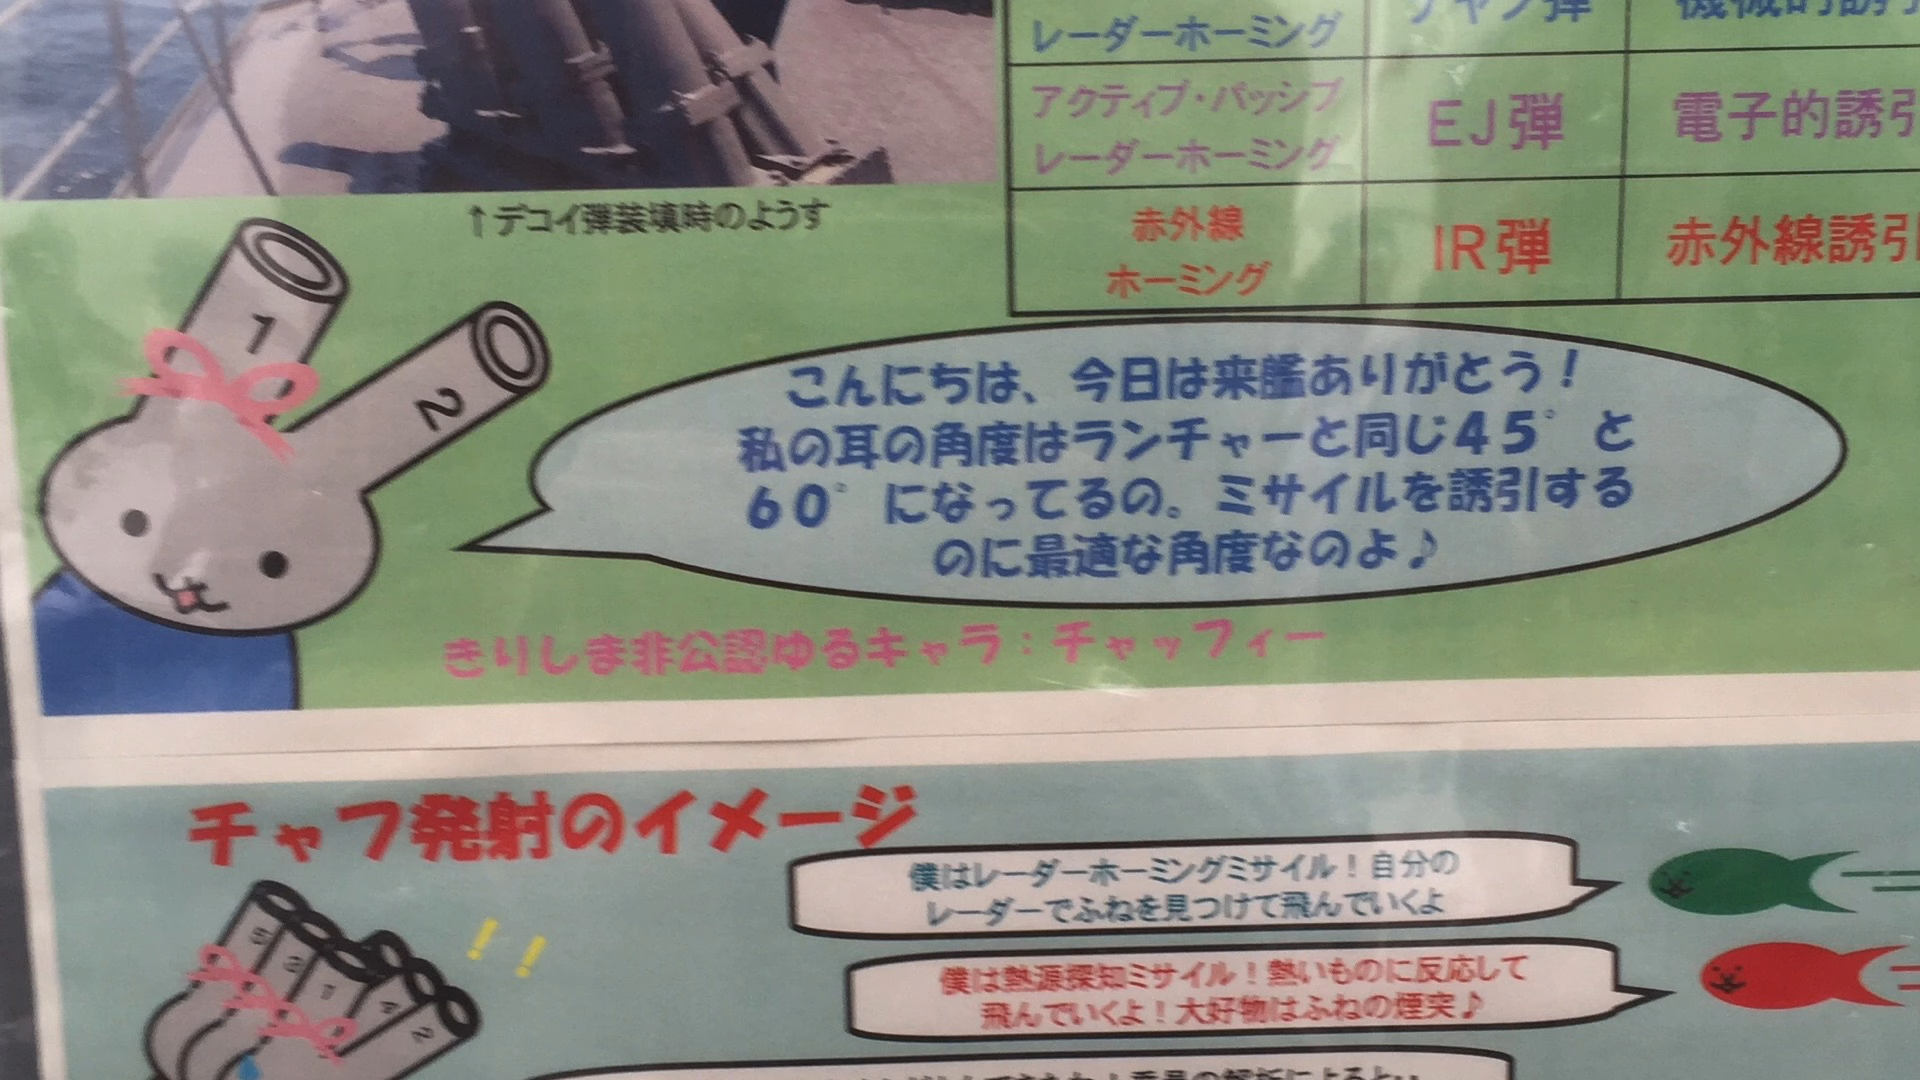 レーダーホーミング
チャフ弾
アクティブ・パッシブ
レーダーホーミング
EJ弾
電子的誘引
赤外線
ホーミング
IR弾
赤外線誘引
↑デコイ弾装填時のようす
1
2
こんにちは、今日は来艦ありがとう！
私の耳の角度はランチャーと同じ45°と
60°になってるの。ミサイルを誘引する
のに最適な角度なのよ♪
きりしま非公認ゆるキャラ：チャッフィー
チャフ発射のイメージ
僕はレーダーホーミングミサイル！自分の
レーダーでふねを見つけて飛んでいくよ
！！
僕は熱源探知ミサイル！熱いものに反応して
飛んでいくよ！大好物はふねの煙突♪
5
3
1
2